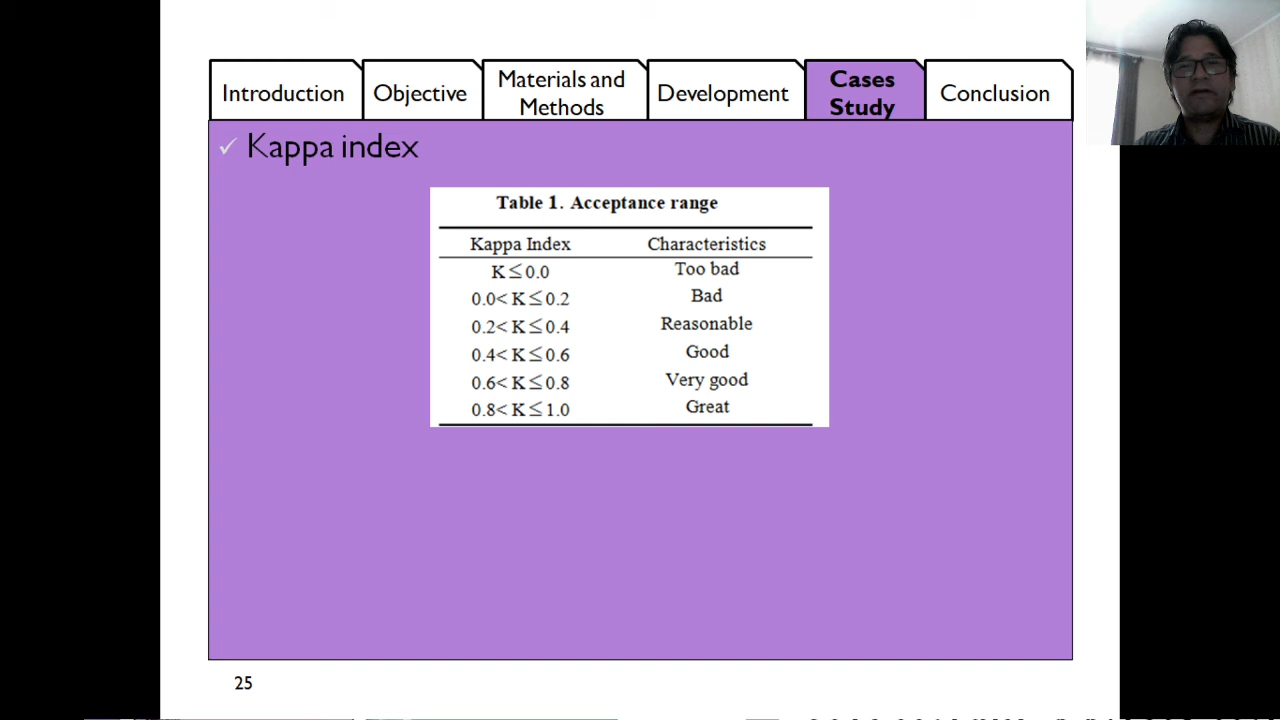 Introduction
Objective
Materials and
Methods
Development
Cases
Study
Conclusion
✓ Kappa index
Table 1. Acceptance range
Kappa Index Characteristics
K≤0.0 Too bad
0.0< K≤0.2 Bad
0.2< K≤0.4 Reasonable
0.4< K≤0.6 Good
0.6< K≤0.8 Very good
0.8< K≤1.0 Great
25